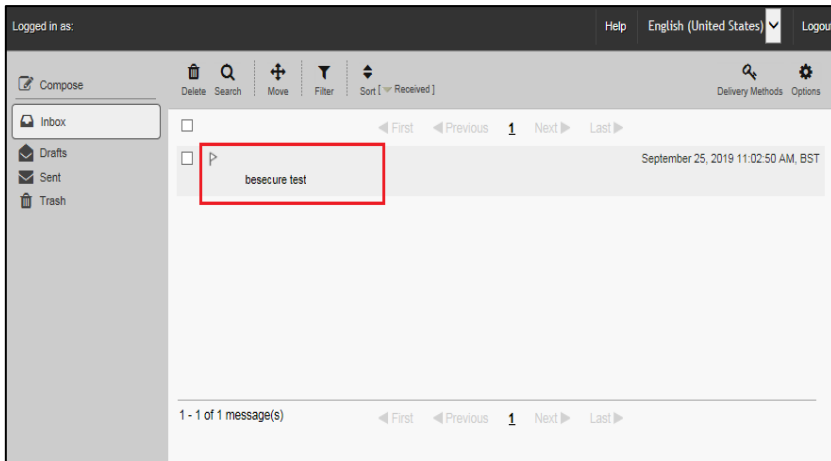 Logged in as:
Help
English (United States)
Logou
Compose
Inbox
Drafts
Sent
Trash
Delete
Search
Move
Filter
Sort [ Received ]
Delivery Methods
Options
First Previous 1 Next Last
September 25, 2019 11:02:50 AM, BST
besecure test
1 - 1 of 1 message(s)
First Previous 1 Next Last